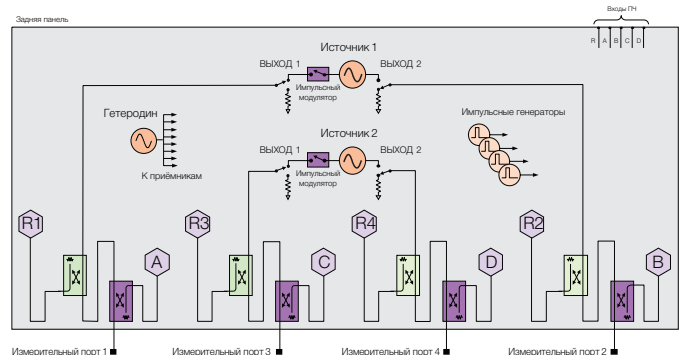 Входы ПЧ
Задняя панель
R A B C D
Источник 1
ВЫХОД 1
ВЫХОД 2
Импульсный
модулятор
Гетеродин
К приёмникам
Импульсные генераторы
Источник 2
ВЫХОД 1
ВЫХОД 2
Импульсный
модулятор
R1
R3
R4
R2
A
C
D
B
Измерительный порт 1
Измерительный порт 3
Измерительный порт 4
Измерительный порт 2